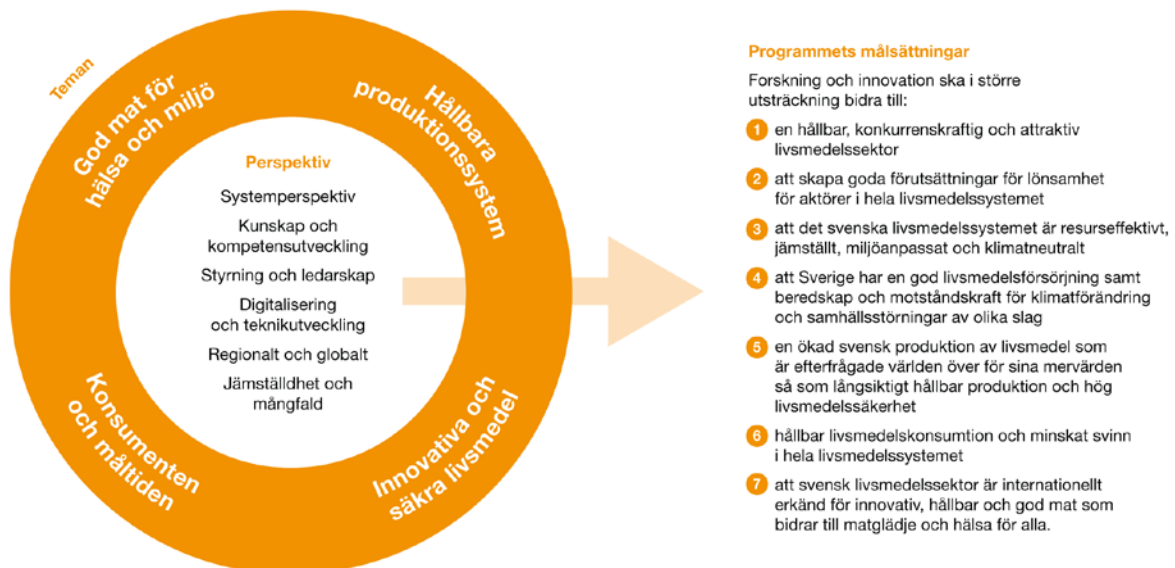 Teman
God mat för
hälsa och miljö
Hållbara
produktionssystem
Konsumenten
och måltiden
Innovativa och
säkra livsmedel
Perspektiv
Systemperspektiv
Kunskap och
kompetensutveckling
Styrning och ledarskap
Digitalisering
och teknikutveckling
Regionalt och globalt
Jämställdhet och
mångfald
Programmets målsättningar
Forskning och innovation ska i större
utsträckning bidra till:
1 en hållbar, konkurrenskraftig och attraktiv
livsmedelssektor
2 att skapa goda förutsättningar för lönsamhet
för aktörer i hela livsmedelssystemet
3 att det svenska livsmedelssystemet är resurseffektivt,
jämställt, miljöanpassat och klimatneutralt
4 att Sverige har en god livsmedelsförsörjning samt
beredskap och motståndskraft för klimatförändring
och samhällsstörningar av olika slag
5 en ökad svensk produktion av livsmedel som
är efterfrågade världen över för sina mervärden
så som långsiktigt hållbar produktion och hög
livsmedelssäkerhet
6 hållbar livsmedelskonsumtion och minskat svinn
i hela livsmedelssystemet
7 att svensk livsmedelssektor är internationellt
erkänd för innovativ, hållbar och god mat som
bidrar till matglädje och hälsa för alla.